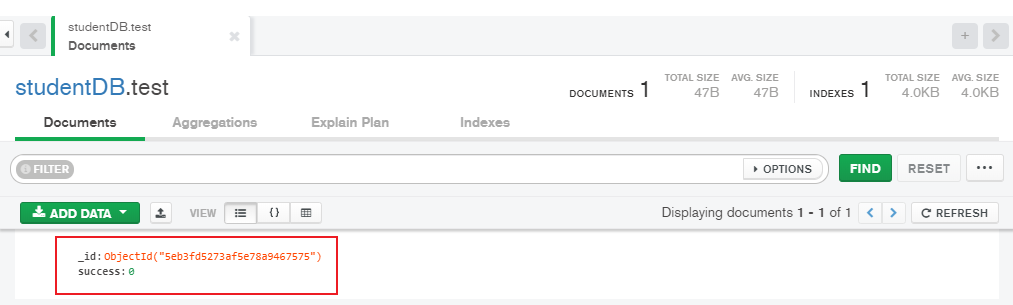 studentDB.test
Documents
studentDB.test
DOCUMENTS 1 TOTAL SIZE 47B AVG. SIZE 47B INDEXES 1 TOTAL SIZE 4.0KB AVG. SIZE 4.0KB
Documents Aggregations Explain Plan Indexes
FILTER OPTIONS FIND RESET ...
ADD DATA VIEW {} Displaying documents 1 - 1 of 1 < > REFRESH
_id: ObjectId("5eb3fd5273af5e78a9467575")
success: 0